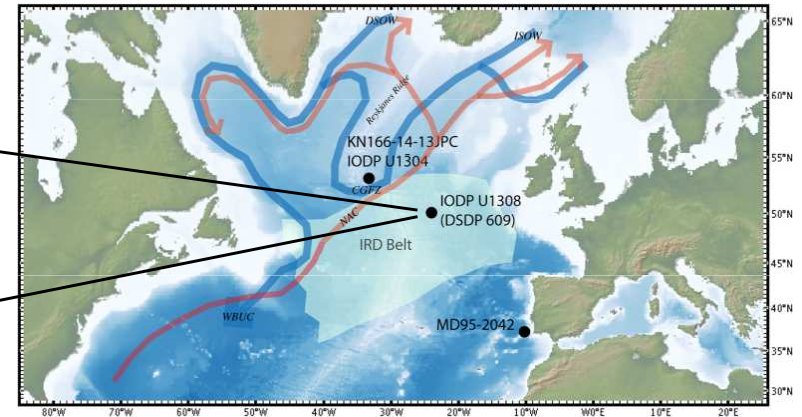 DSOW
ISOW
65°N
60°N
Reykjanes Ridge
KN166-14-13JPC
IODP U1304
55°N
CGFZ
IODP U1308
(DSDP 609)
50°N
NAC
IRD Belt
45°N
WBUC
40°N
MD95-2042
35°N
30°N
80°W 70°W 60°W 50°W 40°W 30°W 20°W 10°W W0°E 10°E 20°E